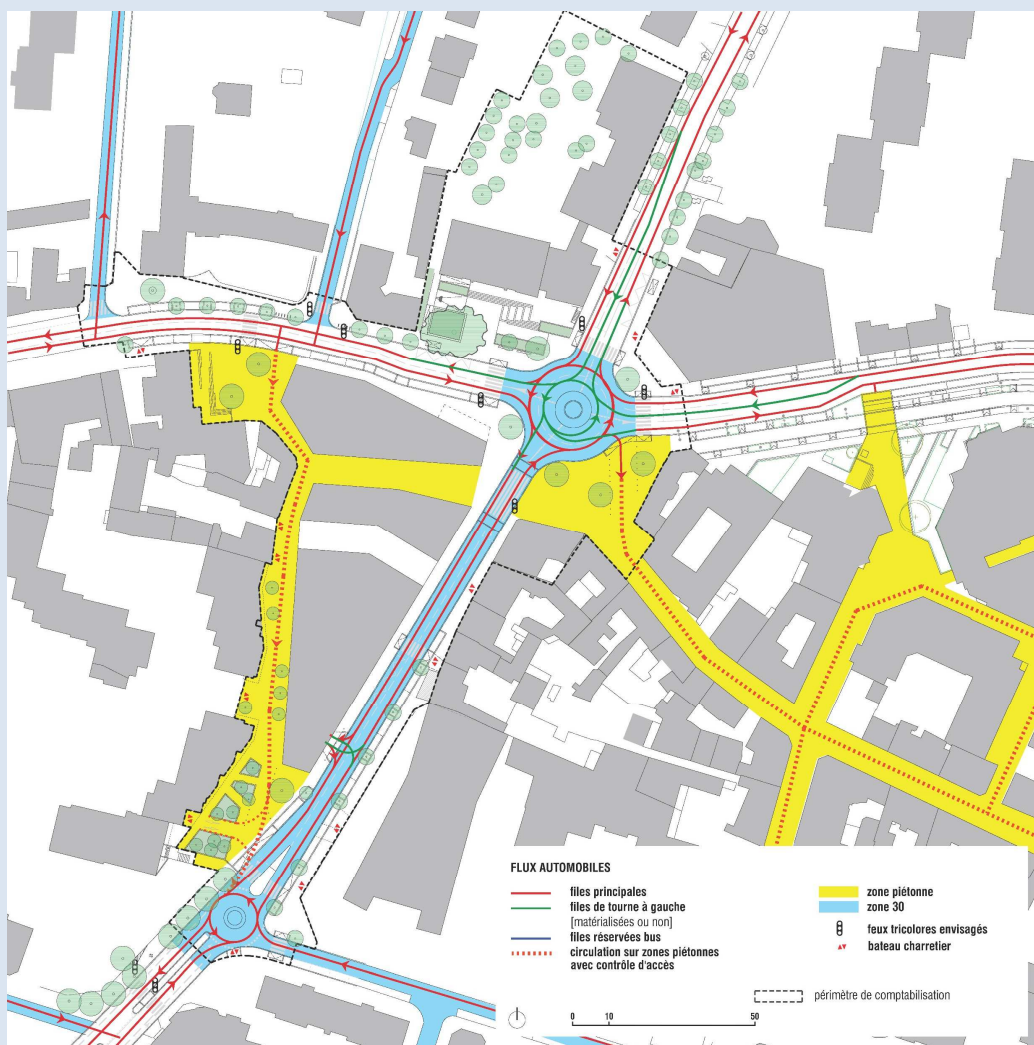 FLUX AUTOMOBILES
files principales
files de tourne à gauche
[matérialisées ou non]
files réservées bus
circulation sur zones piétonnes
avec contrôle d'accès
zone piétonne
zone 30
feux tricolores envisagés
bateau charretier
périmètre de comptabilisation
0 10 50